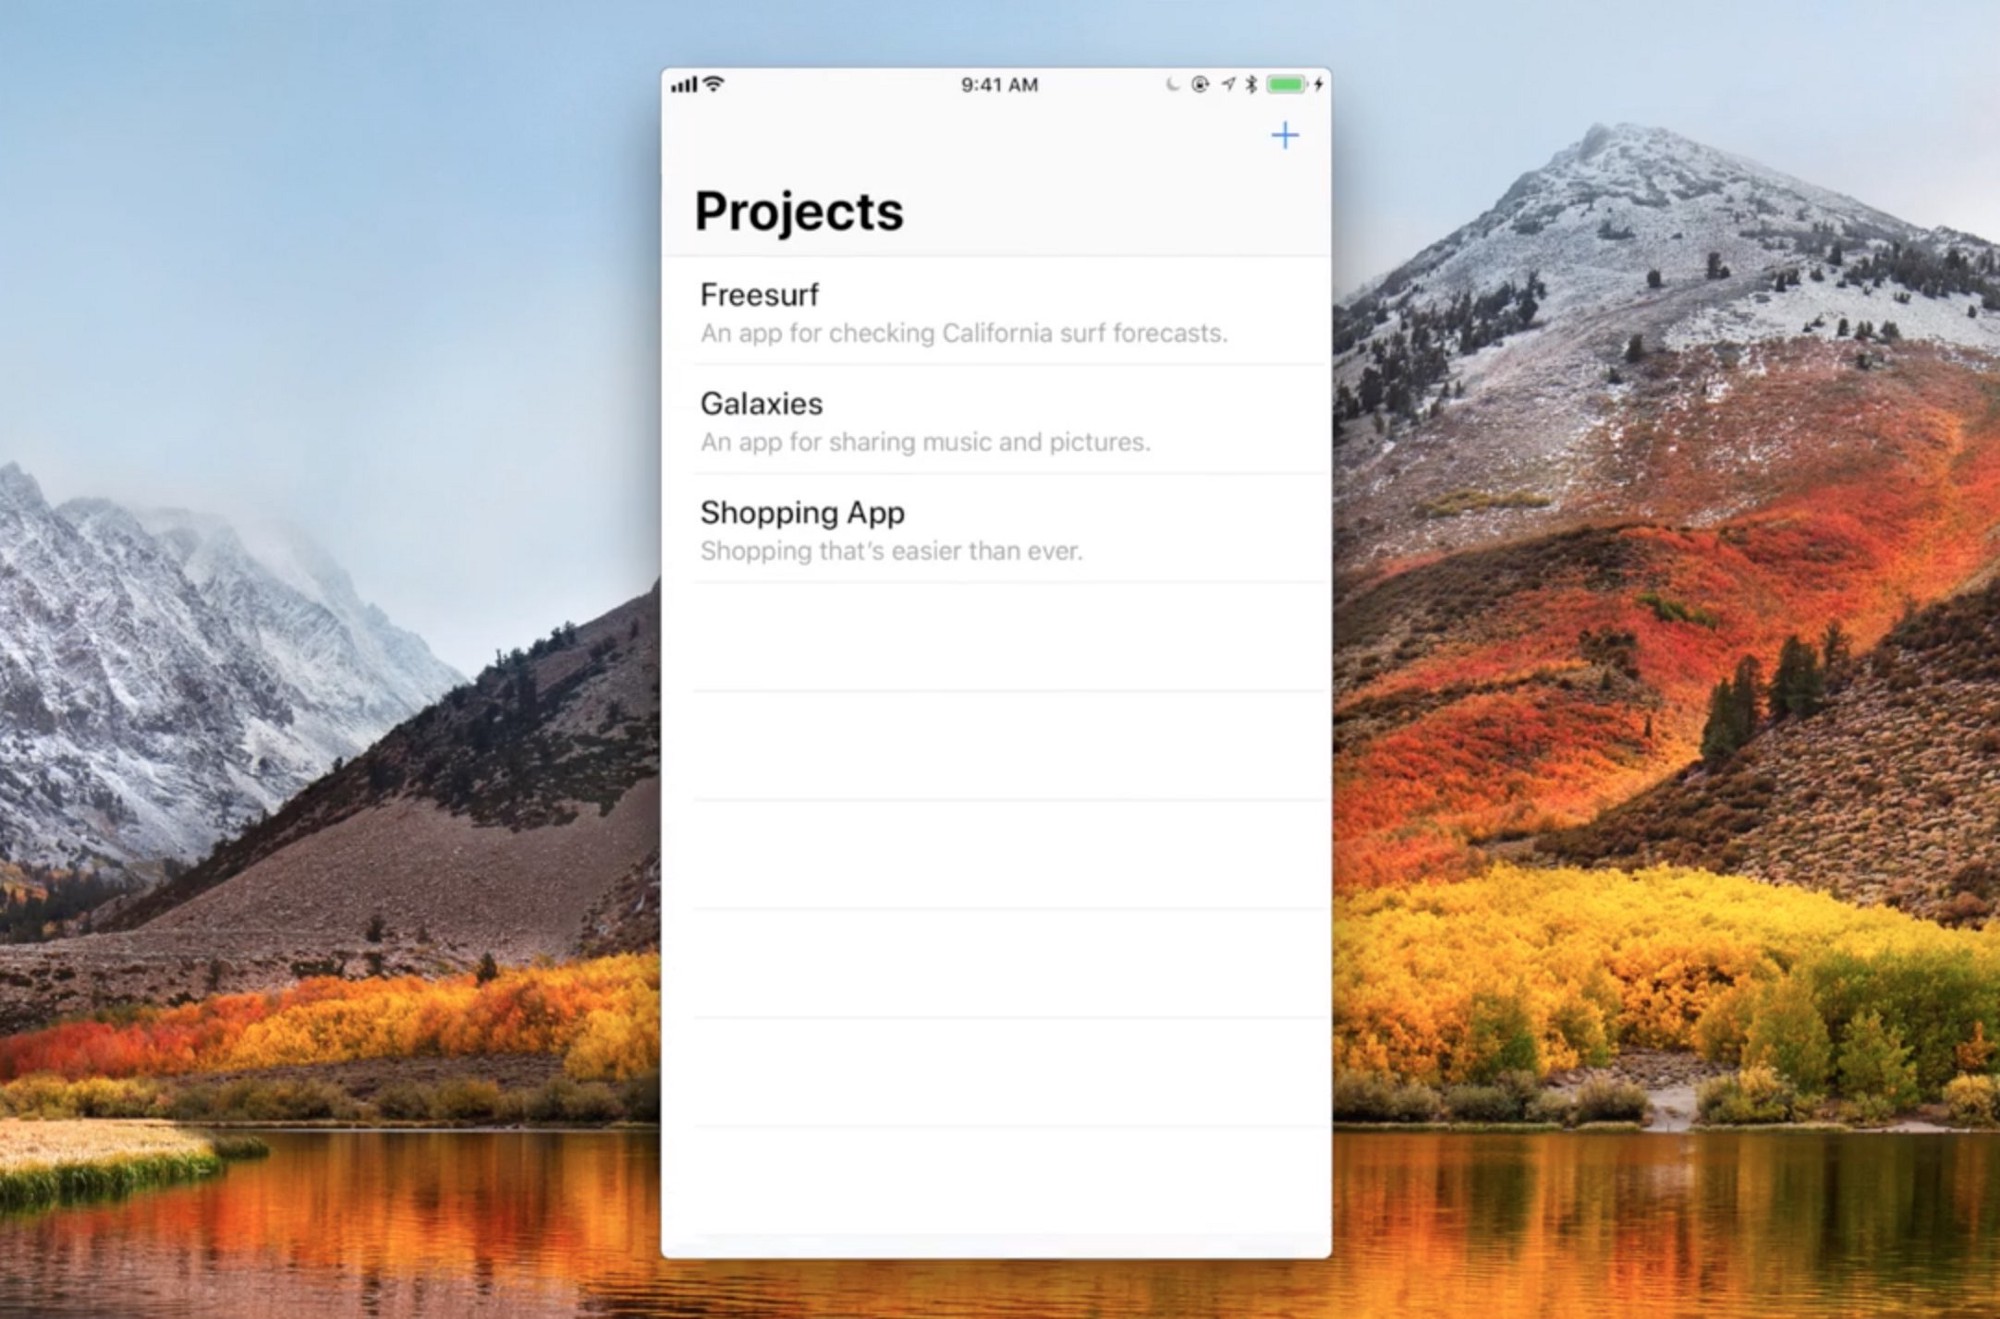 9:41 AM
Projects
Freesurf
An app for checking California surf forecasts.
Galaxies
An app for sharing music and pictures.
Shopping App
Shopping that's easier than ever.